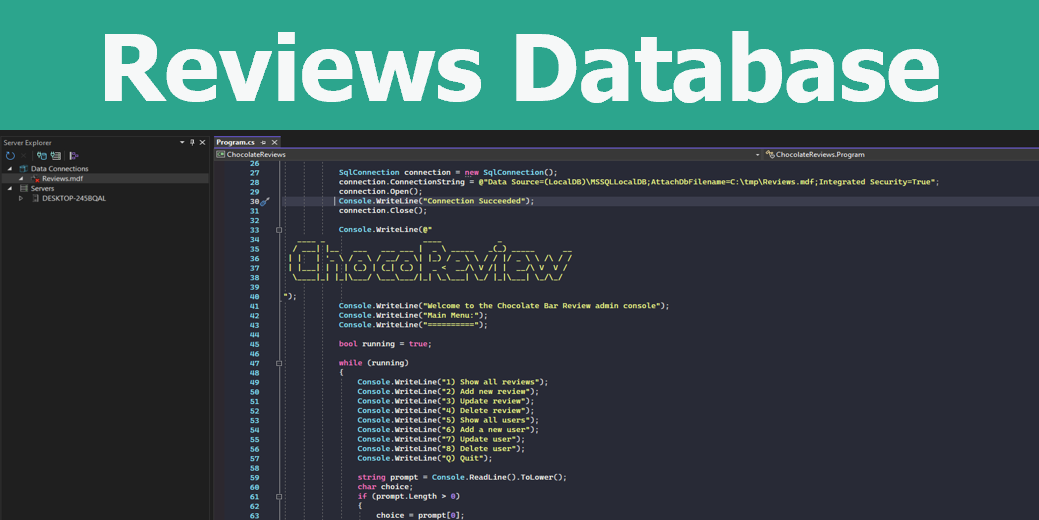 Reviews Database
Server Explorer
Data Connections
Reviews.mdf
Servers
DESKTOP-245BQAL
Program.cs
ChocolateReviews
ChocolateReviews.Program
26
27 SqlConnection connection = new SqlConnection();
28 connection.ConnectionString = @"Data Source=(LocalDB)\MSSQLLocalDB;AttachDbFilename=C:\tmp\Reviews.mdf;Integrated Security=True";
29 connection.Open();
30 Console.WriteLine("Connection Succeeded");
31 connection.Close();
32
33 Console.WriteLine(@"
34
35
36
37
38
39
40 ");
41 Console.WriteLine("Welcome to the Chocolate Bar Review admin console");
42 Console.WriteLine("Main Menu:");
43 Console.WriteLine("==========");
44
45 bool running = true;
46
47 while (running)
48 {
49 Console.WriteLine("1) Show all reviews");
50 Console.WriteLine("2) Add new review");
51 Console.WriteLine("3) Update review");
52 Console.WriteLine("4) Delete review");
53 Console.WriteLine("5) Show all users");
54 Console.WriteLine("6) Add a new user");
55 Console.WriteLine("7) Update user");
56 Console.WriteLine("8) Delete user");
57 Console.WriteLine("Q) Quit");
58
59 string prompt = Console.ReadLine().ToLower();
60 char choice;
61 if (prompt.Length > 0)
62 {
63 choice = prompt[0];